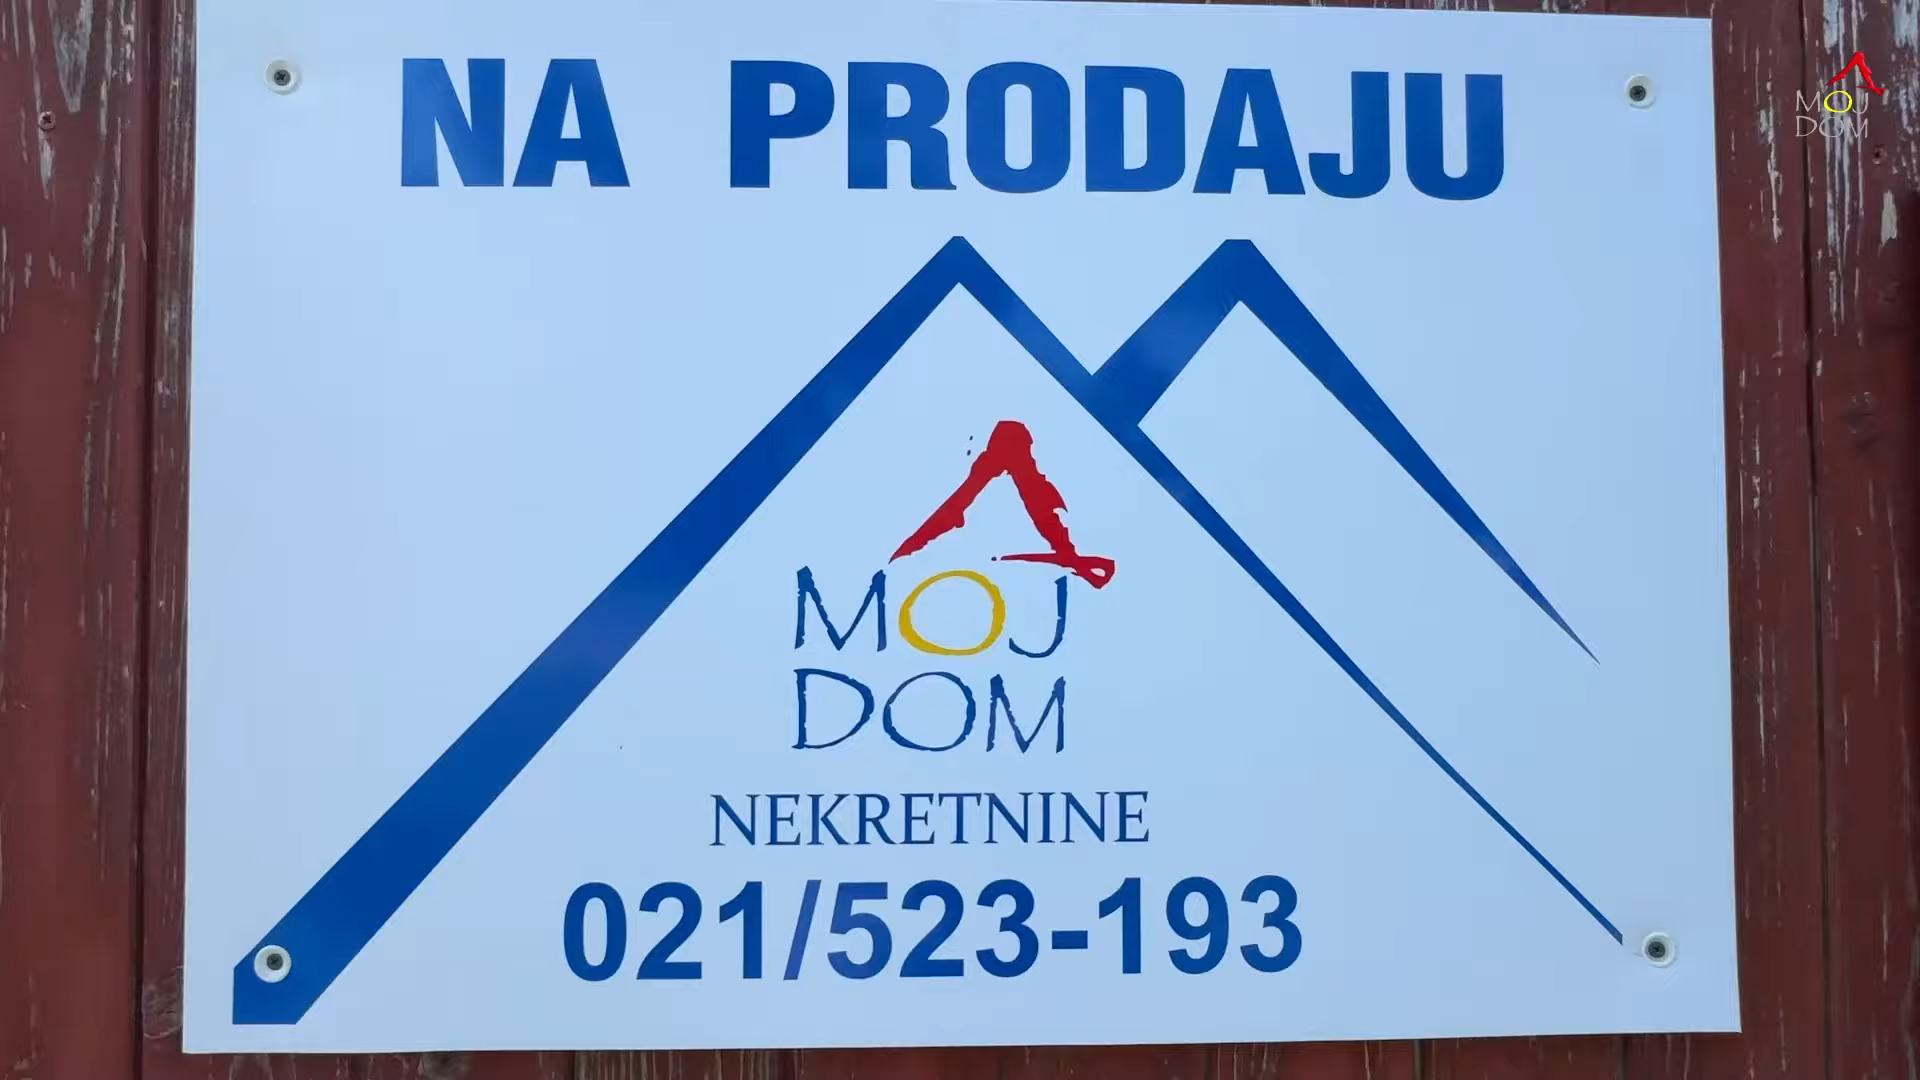 NA PRODAJU
MOJ
DOM
MOJ
DOM
NEKRETNINE
021/523-193